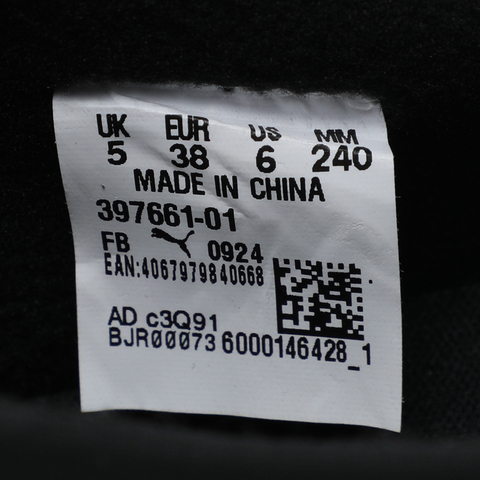 UK EUR US MM
5 38 6 240
MADE IN CHINA
397661-01
FB 0924
EAN:4067979840668
AD c3Q91
BJR00073 6000146428_1